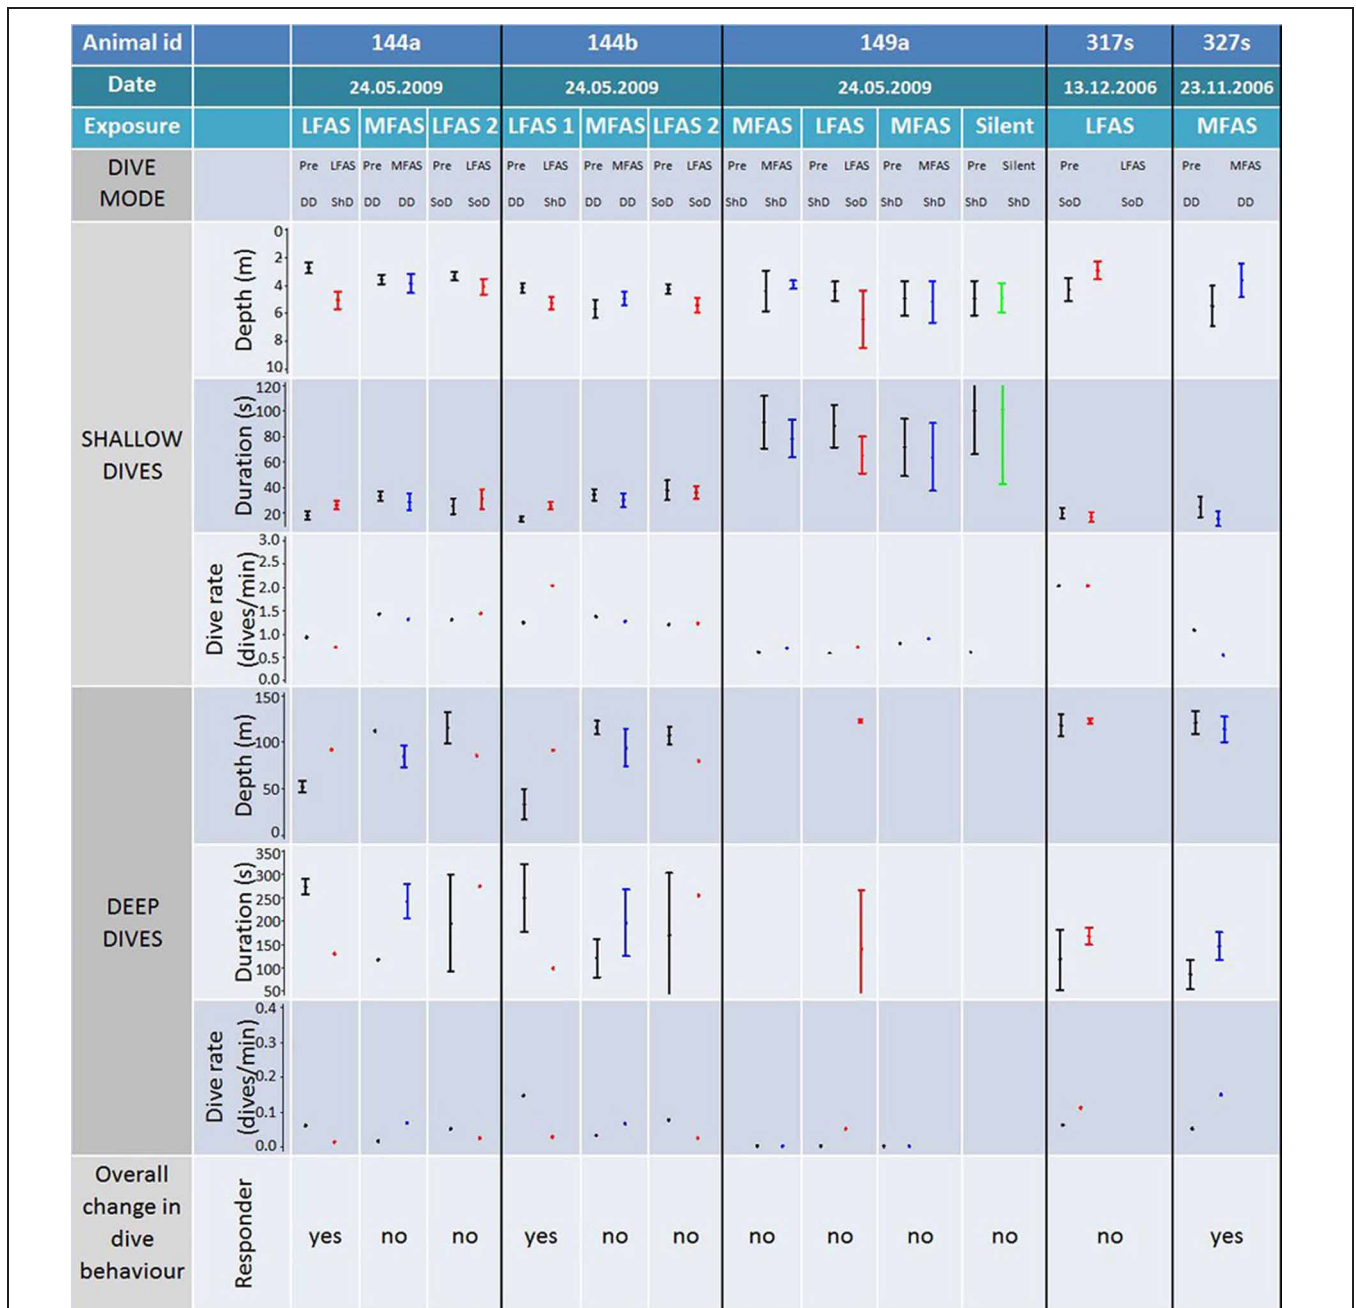 Animal id 144a 144b 149a 317s 327s
Date 24.05.2009 24.05.2009 24.05.2009 13.12.2006 23.11.2006
Exposure LFAS MFAS LFAS 2 LFAS 1 MFAS LFAS 2 MFAS LFAS MFAS Silent LFAS MFAS
DIVE
MODE
Pre LFAS Pre MFAS Pre LFAS Pre LFAS Pre MFAS Pre LFAS Pre MFAS Pre LFAS Pre MFAS Pre Silent Pre LFAS Pre MFAS
DD ShD DD DD SoD SoD DD ShD DD DD SoD SoD ShD ShD ShD SoD ShD ShD ShD ShD SoD SoD DD DD
SHALLOW
DIVES
Depth (m)
0
2
4
6
8
10
Duration (s)
120
100
80
60
40
20
Dive rate
(dives/min)
3.0
2.5
2.0
1.5
1.0
0.5
0.0
DEEP
DIVES
Depth (m)
150
100
50
0
Duration (s)
350
300
250
200
150
100
50
Dive rate
(dives/min)
0.4
0.3
0.2
0.1
0.0
Overall
change in
dive
behaviour
Responder
yes no no yes no no no no no no no yes